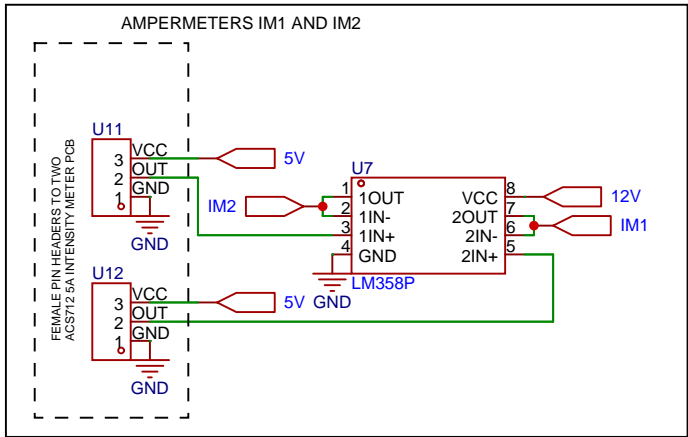 AMPERMETERS IM1 AND IM2
FEMALE PIN HEADERS TO TWO
ACS712 5A INTENSITY METER PCB
U11
3 VCC
2 OUT
1 GND
5V
GND
U12
3 VCC
2 OUT
1 GND
5V
GND
IM2
U7
1 1OUT
2 1IN-
3 1IN+
4 GND
VCC 8
2OUT 7
2IN- 6
2IN+ 5
LM358P
GND
12V
IM1